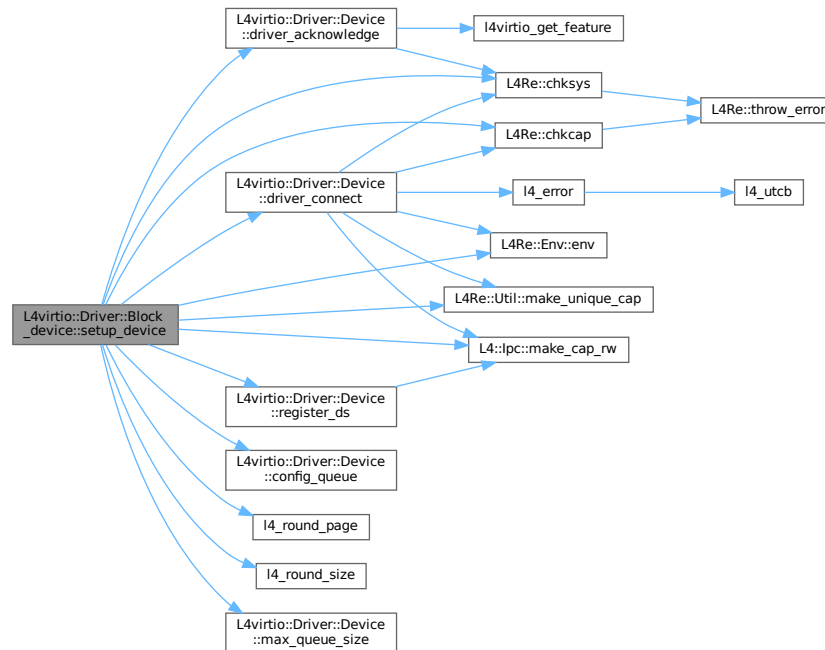 L4virtio::Driver::Device
::driver_acknowledge
l4virtio_get_feature
L4Re::chksys
L4Re::throw_error
L4Re::chkcap
L4virtio::Driver::Device
::driver_connect
l4_error
l4_utcb
L4Re::Env::env
L4Re::Util::make_unique_cap
L4virtio::Driver::Block
_device::setup_device
L4::Ipc::make_cap_rw
L4virtio::Driver::Device
::register_ds
L4virtio::Driver::Device
::config_queue
l4_round_page
l4_round_size
L4virtio::Driver::Device
::max_queue_size